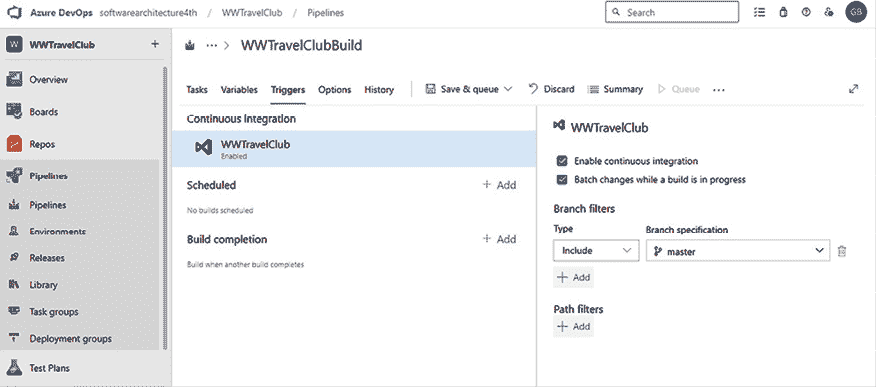 Azure DevOps softwarearchitecture4th / WWTravelClub / Pipelines
Search
GB
W WWTravelClub +
Overview
Boards
Repos
Pipelines
Pipelines
Environments
Releases
Library
Task groups
Deployment groups
Test Plans
... > WWTravelClubBuild
Tasks Variables Triggers Options History Save & queue Discard Summary Queue ...
Continuous integration
WWTravelClub
Enabled
Scheduled + Add
No builds scheduled
Build completion + Add
Build when another build completes
WWTravelClub
Enable continuous integration
Batch changes while a build is in progress
Branch filters
Type Branch specification
Include master
+ Add
Path filters
+ Add